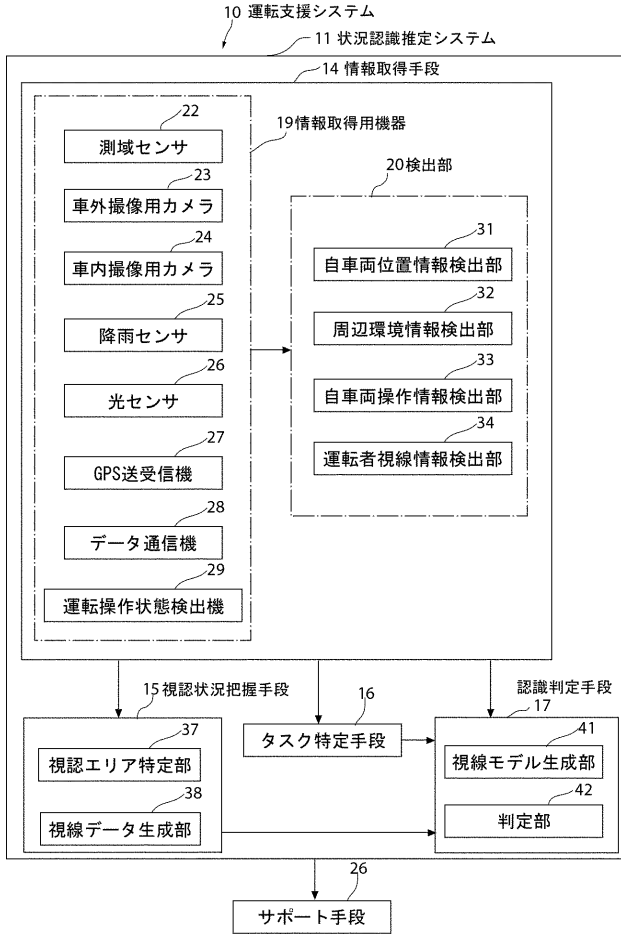 10 運転支援システム
11 状況認識推定システム
14 情報取得手段
19 情報取得用機器
22
測域センサ
23
車外撮像用カメラ
24
車内撮像用カメラ
25
降雨センサ
26
光センサ
27
GPS送受信機
28
データ通信機
29
運転操作状態検出機
20 検出部
31
自車両位置情報検出部
32
周辺環境情報検出部
33
自車両操作情報検出部
34
運転者視線情報検出部
15 視認状況把握手段
37
視認エリア特定部
38
視線データ生成部
16
タスク特定手段
認識判定手段
17
41
視線モデル生成部
42
判定部
26
サポート手段